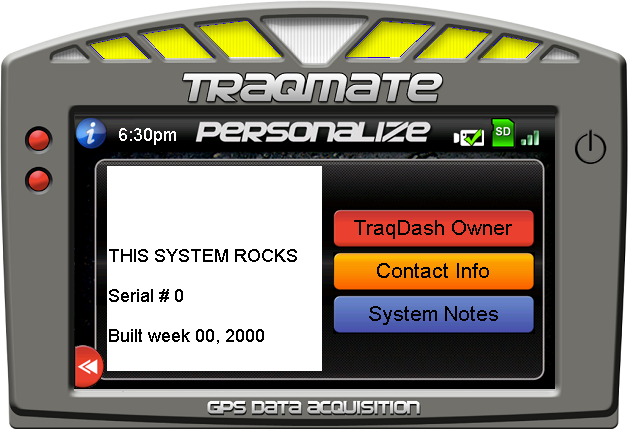 TRAQMATE
6:30pm
PERSONALIZE
SD
THIS SYSTEM ROCKS
Serial # 0
Built week 00, 2000
TraqDash Owner
Contact Info
System Notes
GPS DATA ACQUISITION